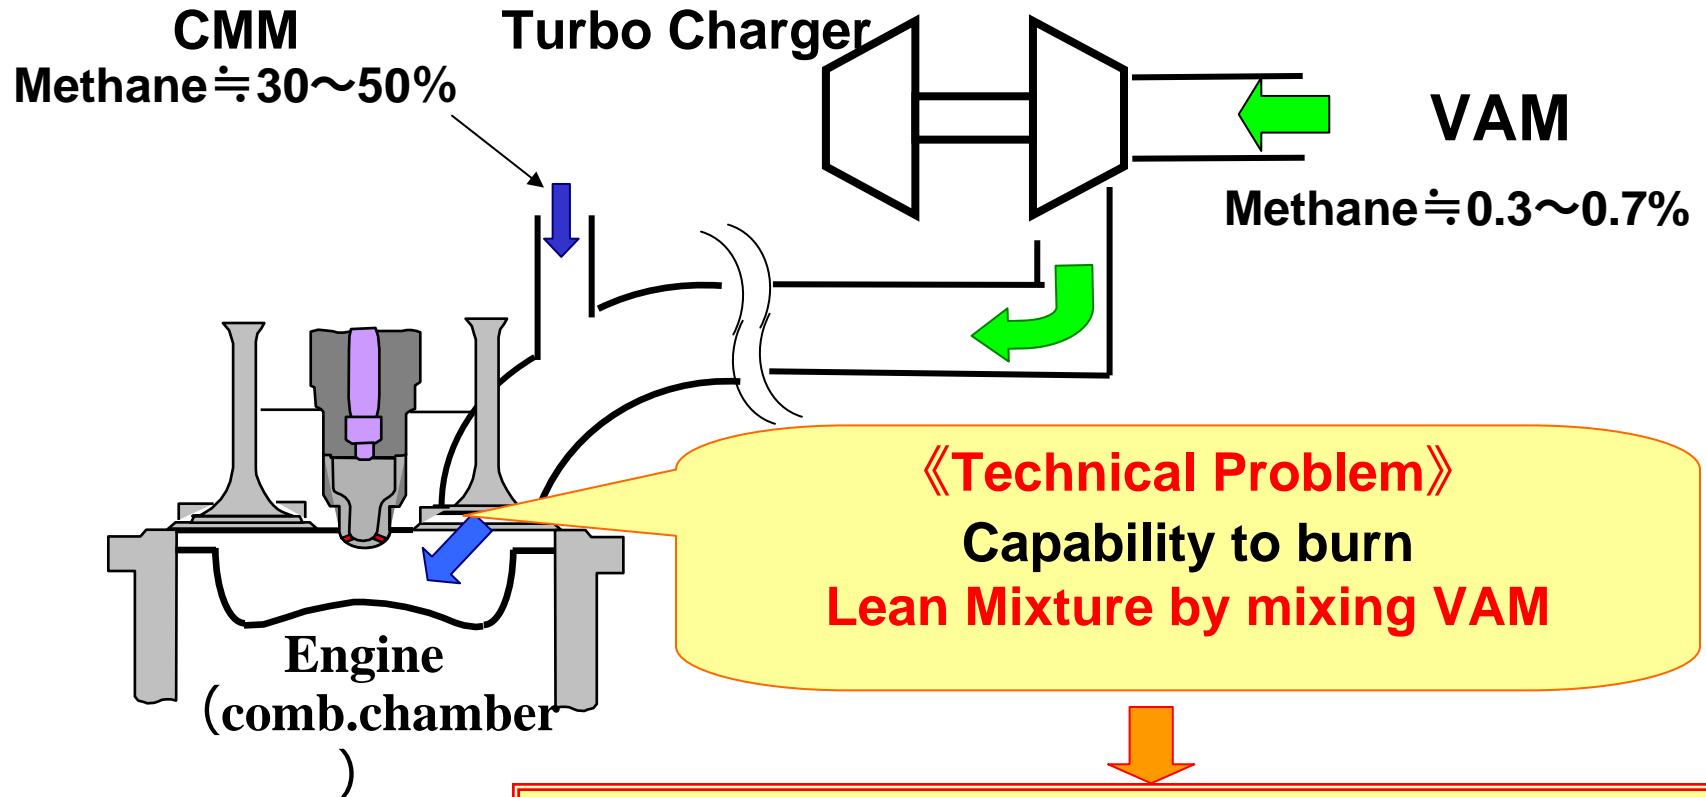 CMM
Methane≒30～50%
Turbo Charger
VAM
Methane≒0.3～0.7%
《Technical Problem》
Capability to burn
Lean Mixture by mixing VAM
Engine
（comb.chamber
）